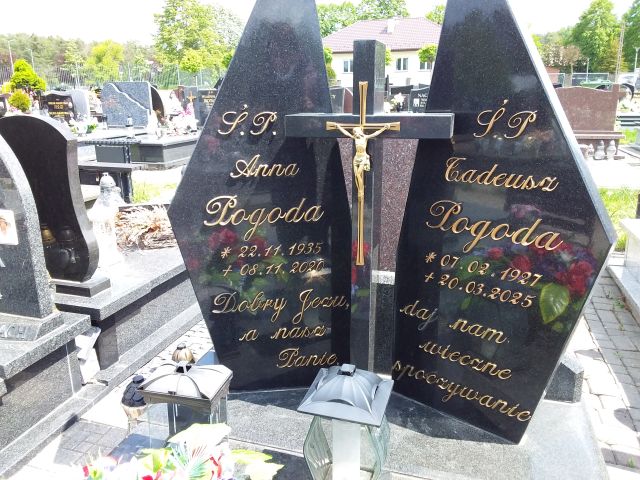 Ś.P.
Anna
Pogoda
* 22.11.1935
+ 08.11.2020
Dobry Jezu,
a nasz
Panie
Ś.P
Tadeusz
Pogoda
* 07.02.1927
+ 20.03.2025
daj nam
wieczne
spoczywanie